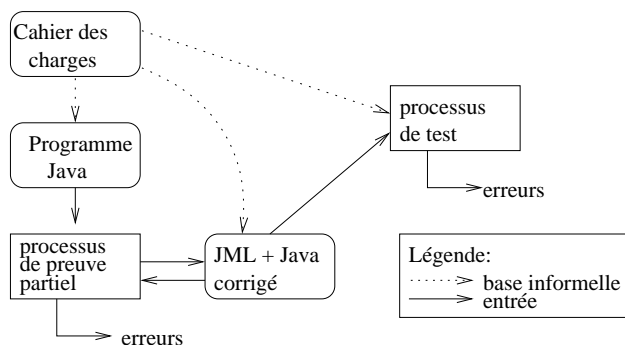 Cahier des
charges
processus
de test
Programme
Java
erreurs
processus
de preuve
partiel
JML + Java
corrigé
Légende:
base informelle
entrée
erreurs